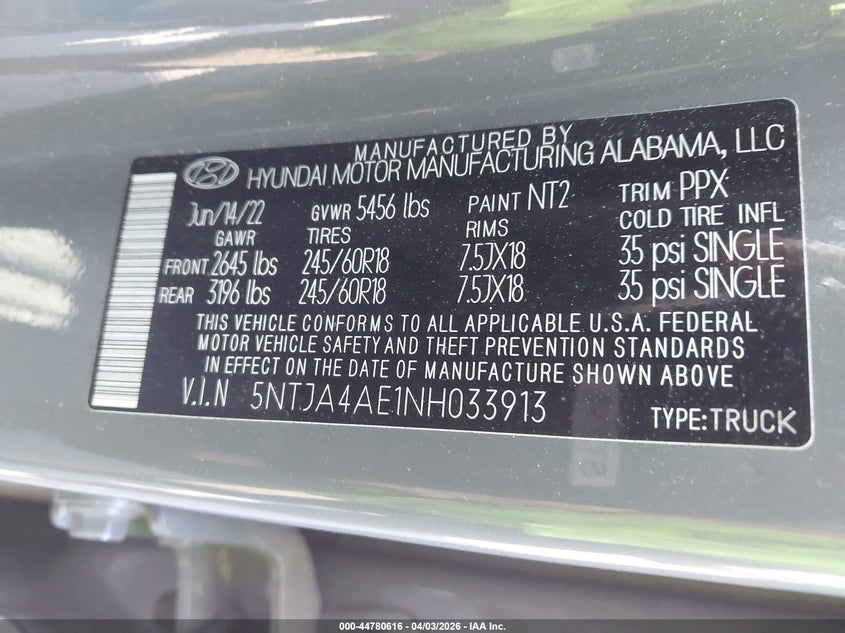 MANUFACTURED BY
HYUNDAI MOTOR MANUFACTURING ALABAMA, LLC
Jun/14/22 GVWR 5456 lbs PAINT NT2 TRIM PPX
GAWR TIRES RIMS COLD TIRE INFL
FRONT 2645 lbs 245/60R18 7.5JX18 35 psi SINGLE
REAR 3196 lbs 245/60R18 7.5JX18 35 psi SINGLE
THIS VEHICLE CONFORMS TO ALL APPLICABLE U.S.A. FEDERAL
MOTOR VEHICLE SAFETY AND THEFT PREVENTION STANDARDS
IN EFFECT ON THE DATE OF MANUFACTURE SHOWN ABOVE
V.I.N 5NTJA4AE1NH033913 TYPE:TRUCK
000-44780616 - 04/03/2026 - IAA Inc.